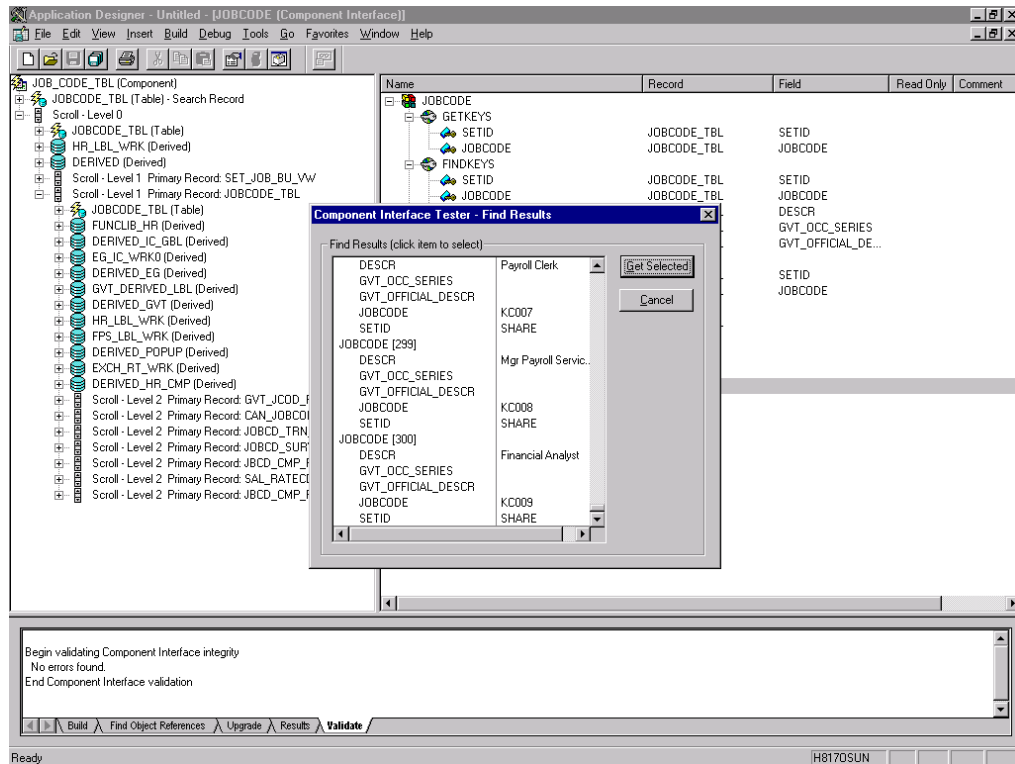 Application Designer - Untitled - [JOBCODE (Component Interface)]
File Edit View Insert Build Debug Tools Go Favorites Window Help
JOB_CODE_TBL (Component)
JOBCODE_TBL (Table) - Search Record
Scroll - Level 0
JOBCODE_TBL (Table)
HR_LBL_WRK (Derived)
DERIVED (Derived)
Scroll - Level 1 Primary Record: SET_JOB_BU_VW
Scroll - Level 1 Primary Record: JOBCODE_TBL
JOBCODE_TBL (Table)
FUNCLIB_HR (Derived)
DERIVED_IC_GBL (Derived)
EG_IC_WRK0 (Derived)
DERIVED_EG (Derived)
GVT_DERIVED_LBL (Derived)
DERIVED_GVT (Derived)
HR_LBL_WRK (Derived)
FPS_LBL_WRK (Derived)
DERIVED_POPUP (Derived)
EXCH_RT_WRK (Derived)
DERIVED_HR_CMP (Derived)
Scroll - Level 2 Primary Record: GVT_JCOD_
Scroll - Level 2 Primary Record: CAN_JOBCO
Scroll - Level 2 Primary Record: JOBCD_TRN
Scroll - Level 2 Primary Record: JOBCD_SUR
Scroll - Level 2 Primary Record: JBCD_CMP_
Scroll - Level 2 Primary Record: SAL_RATEC
Scroll - Level 2 Primary Record: JBCD_CMP_
Name Record Field Read Only Comment
JOBCODE
GETKEYS
SETID JOBCODE_TBL SETID
JOBCODE JOBCODE_TBL JOBCODE
FINDKEYS
SETID JOBCODE_TBL SETID
JOBCODE JOBCODE_TBL JOBCODE
DESCR
GVT_OCC_SERIES
GVT_OFFICIAL_DE...
SETID
JOBCODE
Component Interface Tester - Find Results
Find Results (click item to select)
DESCR Payroll Clerk
GVT_OCC_SERIES
GVT_OFFICIAL_DESCR
JOBCODE KC007
SETID SHARE
JOBCODE [299]
DESCR Mgr Payroll Servic..
GVT_OCC_SERIES
GVT_OFFICIAL_DESCR
JOBCODE KC008
SETID SHARE
JOBCODE [300]
DESCR Financial Analyst
GVT_OCC_SERIES
GVT_OFFICIAL_DESCR
JOBCODE KC009
SETID SHARE
Get Selected
Cancel
Begin validating Component Interface integrity
No errors found.
End Component Interface validation
Build Find Object References Upgrade Results Validate
Ready H8170SUN